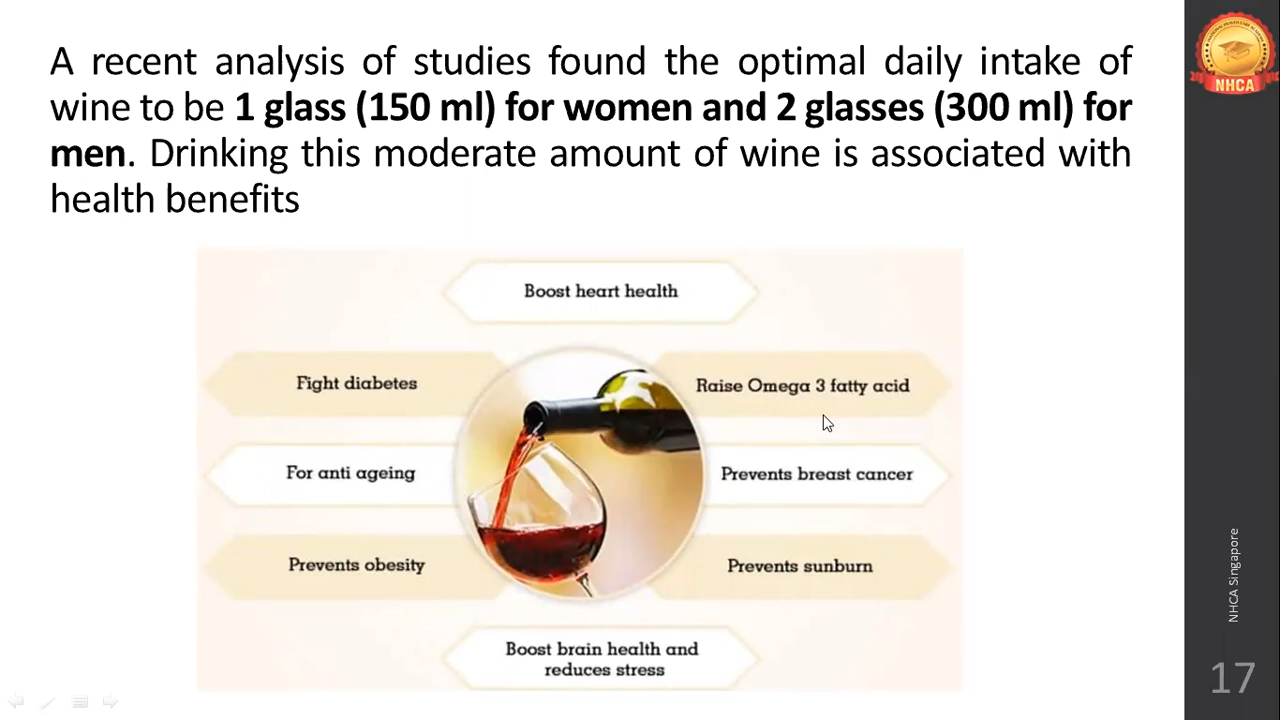 A recent analysis of studies found the optimal daily intake of
wine to be 1 glass (150 ml) for women and 2 glasses (300 ml) for
men. Drinking this moderate amount of wine is associated with
health benefits
Boost heart health
Fight diabetes
Raise Omega 3 fatty acid
For anti ageing
Prevents breast cancer
Prevents obesity
Prevents sunburn
Boost brain health and
reduces stress
NHCA
NHCA Singapore
17